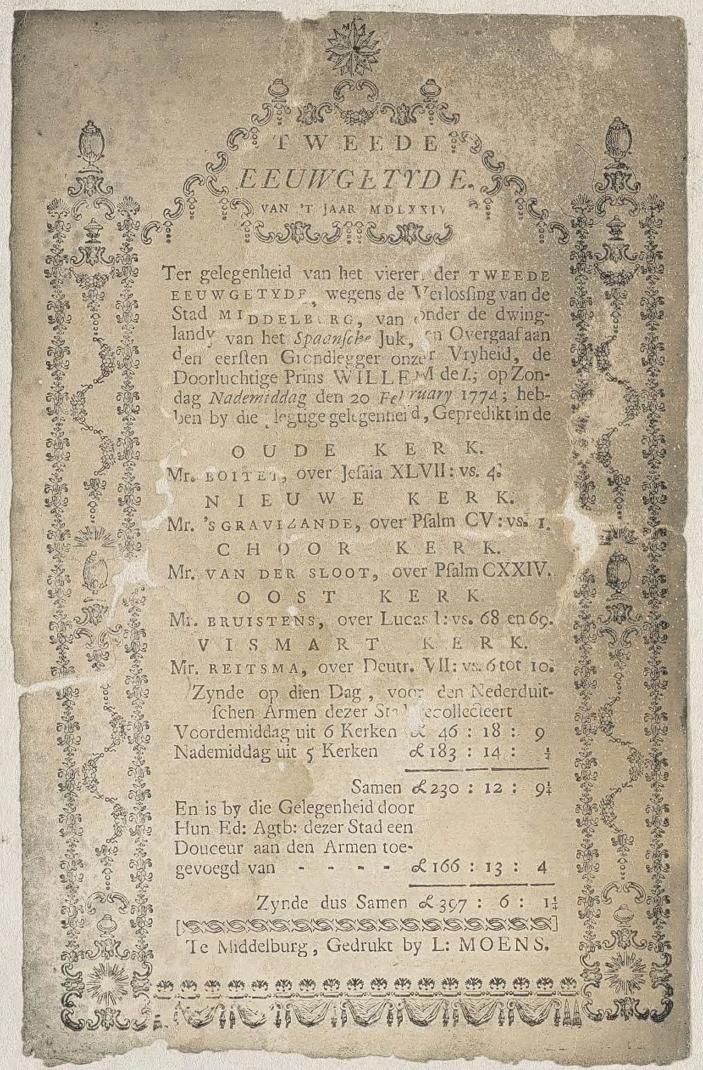 TWEEDE
EEUWGETYDE.
VAN 'T JAAR MDLXXIV
Ter gelegenheid van het vieren der TWEEDE
EEUWGETYDE, wegens de Verlossing van de
Stad MIDDELBURG, van onder de dwing-
landy van het Spaansche Juk, en Overgaaf aan
den eersten Grondlegger onzer Vryheid, de
Doorluchtige Prins WILLEM de I.; op Zon-
dag Nademiddag den 20 February 1774; heb-
ben by die gelegenheid, Gepredikt in de
OUDE KERK.
Mr. BOITET, over Jesaia XLVII: vs. 4.
NIEUWE KERK.
Mr. 'SGRAVIZANDE, over Psalm CV: vs. 1.
CHOOR KERK.
Mr. VAN DER SLOOT, over Psalm CXXIV.
OOST KERK.
Mr. BRUISTENS, over Lucas I: vs. 68 en 69.
VISMART KERK.
Mr. REITSMA, over Deutr. VII: vs. 6 tot 10.
Zynde op dien Dag, voor den Nederduit-
schen Armen dezer Stad gecollecteert
Voordemiddag uit 6 Kerken £ 46 : 18 : 9
Nademiddag uit 5 Kerken £ 183 : 14 : ¼
Samen £ 230 : 12 : 9¼
En is by die Gelegenheid door
Hun Ed: Agtb: dezer Stad een
Douceur aan den Armen toe-
gevoegd van - - - - £ 166 : 13 : 4
Zynde dus Samen £ 397 : 6 : 1¼
Te Middelburg, Gedrukt by L: MOENS.